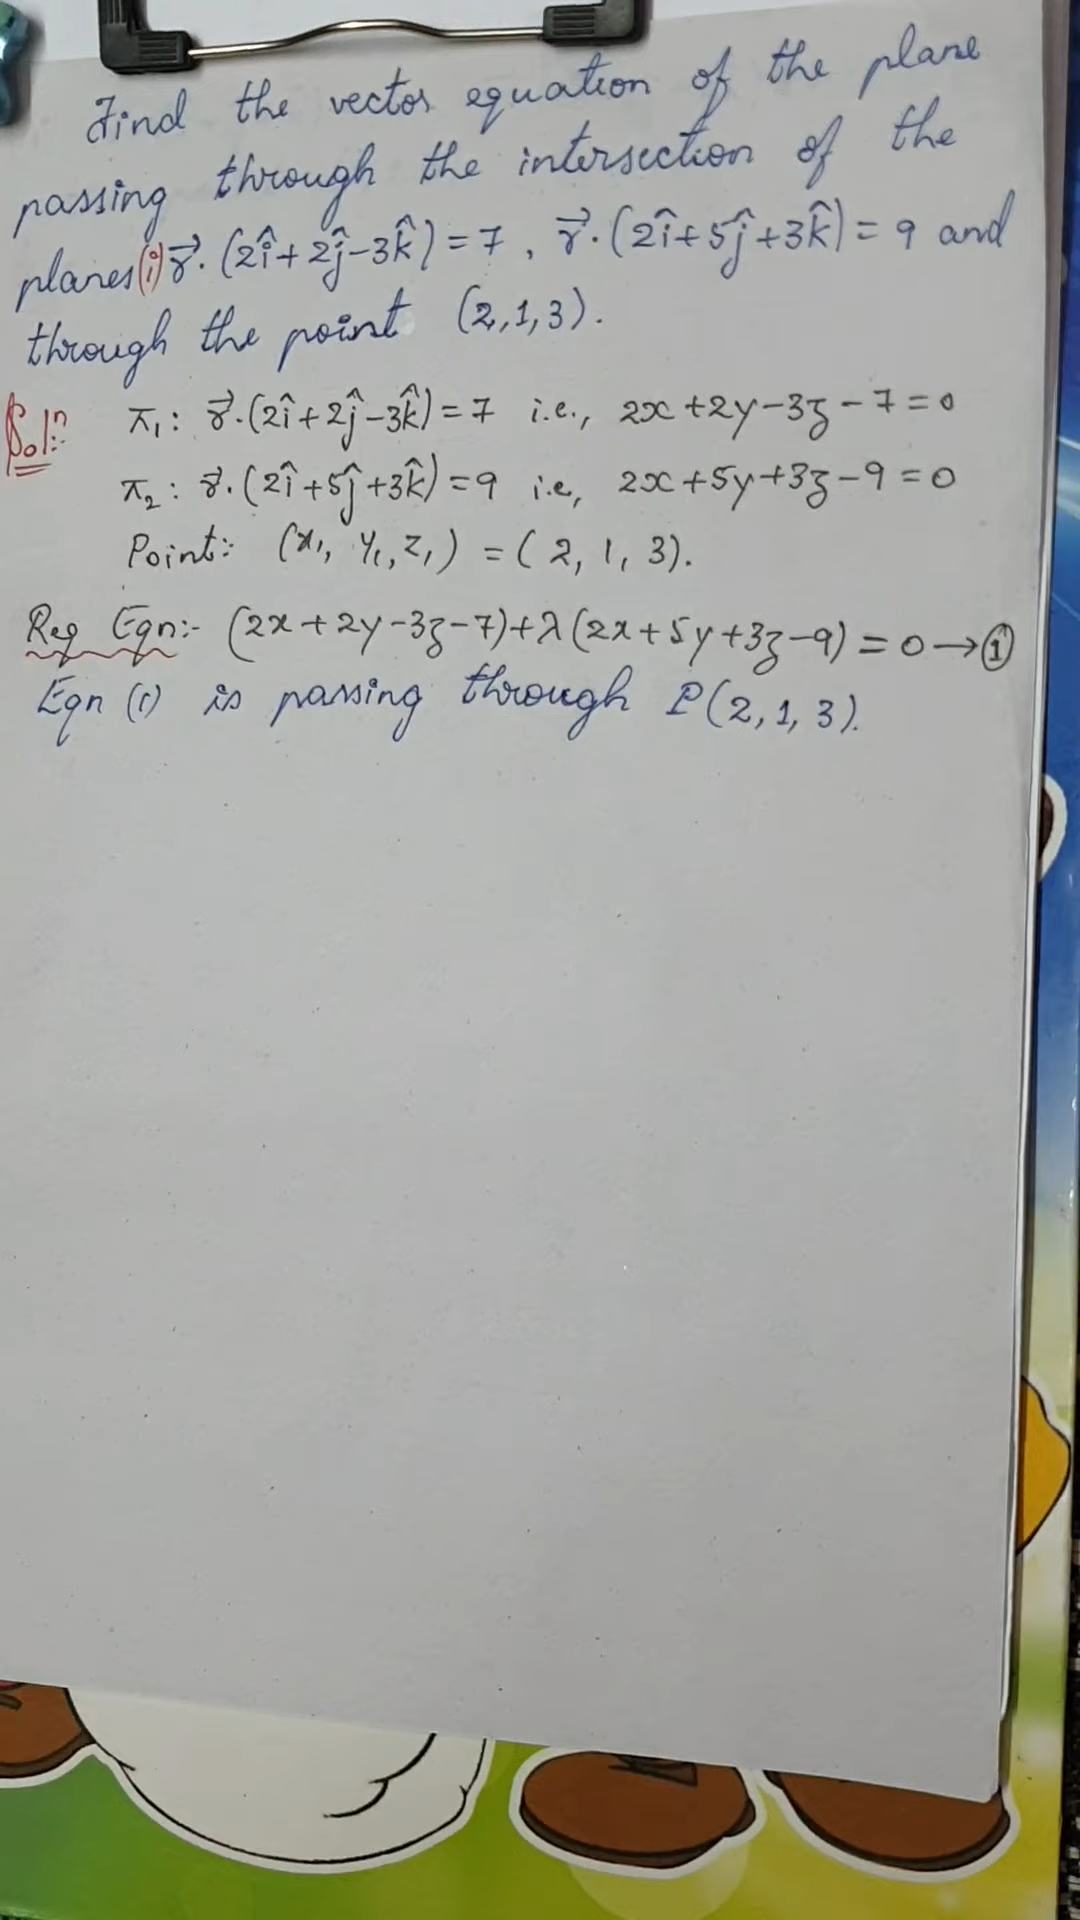 Find the vector equation of the plane
passing through the intersection of the
planes (i) r⃗.(2î+2ĵ-3k̂)=7, r⃗.(2î+5ĵ+3k̂)=9 and
through the point (2,1,3).
Solⁿ:
π₁: r⃗.(2î+2ĵ-3k̂)=7 i.e., 2x+2y-3z-7=0
π₂: r⃗.(2î+5ĵ+3k̂)=9 i.e, 2x+5y+3z-9=0
Point:- (x₁, y₁, z₁) = (2, 1, 3).
Req Eqn:- (2x+2y-3z-7)+λ(2x+5y+3z-9)=0→①
Eqn (1) is passing through P(2,1,3).